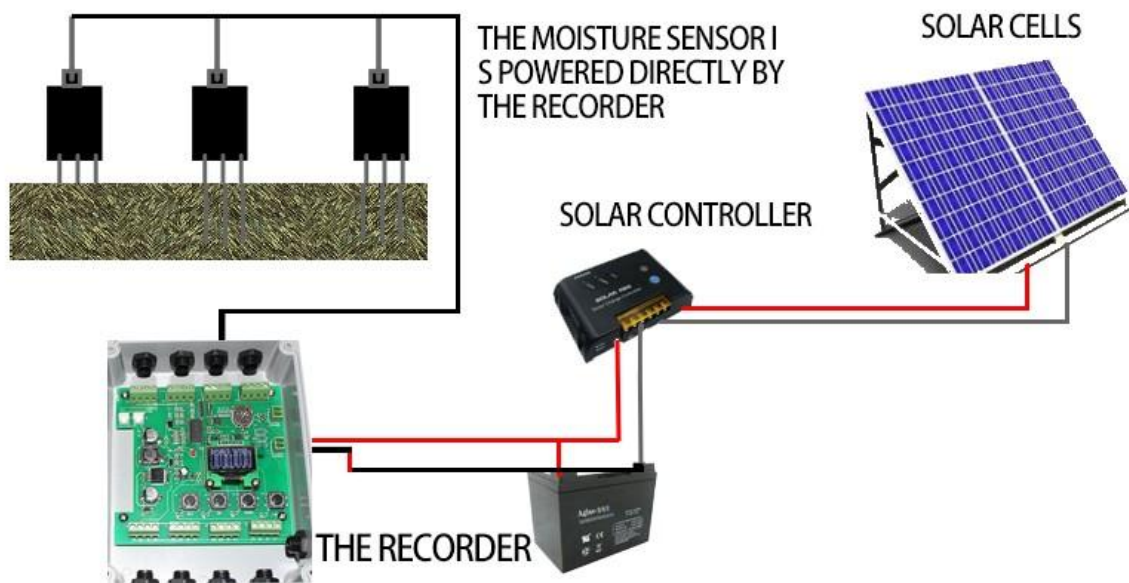 THE MOISTURE SENSOR I
S POWERED DIRECTLY BY
THE RECORDER
SOLAR CELLS
SOLAR CONTROLLER
THE RECORDER